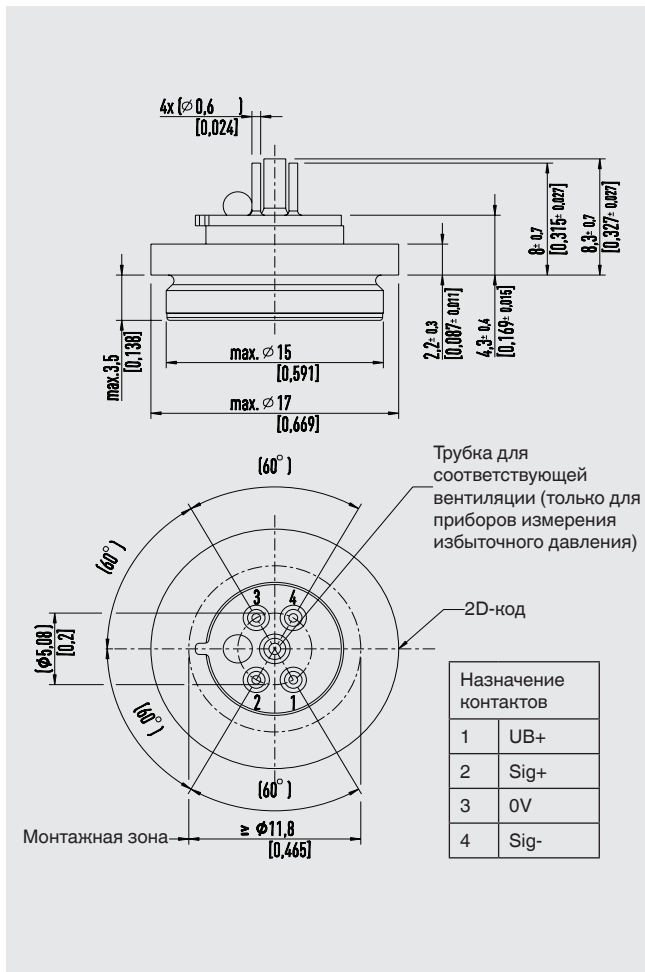 4x (∅0,6 )
[0,024]
8± 0,7
[0,315± 0,027]
8,3± 0,7
[0,327± 0,027]
max.3,5
[0,138]
2,2± 0,3
[0,087± 0,011]
4,3± 0,4
[0,169± 0,015]
max. ∅15
[0,591]
max. ∅17
[0,669]
Трубка для
соответствующей
вентиляции (только для
приборов измерения
избыточного давления)
(60°)
(60°)
3
4
2D-код
(∅5,08)
[0,2]
2
1
(60°)
(60°)
Назначение
контактов
1 UB+
2 Sig+
3 0V
4 Sig-
Монтажная зона
≥ ∅11,8
[0,465]